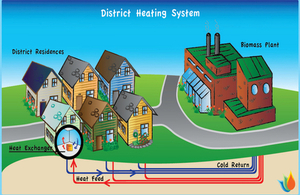 District Heating System
District Residences
Biomass Plant
Heat Exchanger
Cold Return
Heat Feed